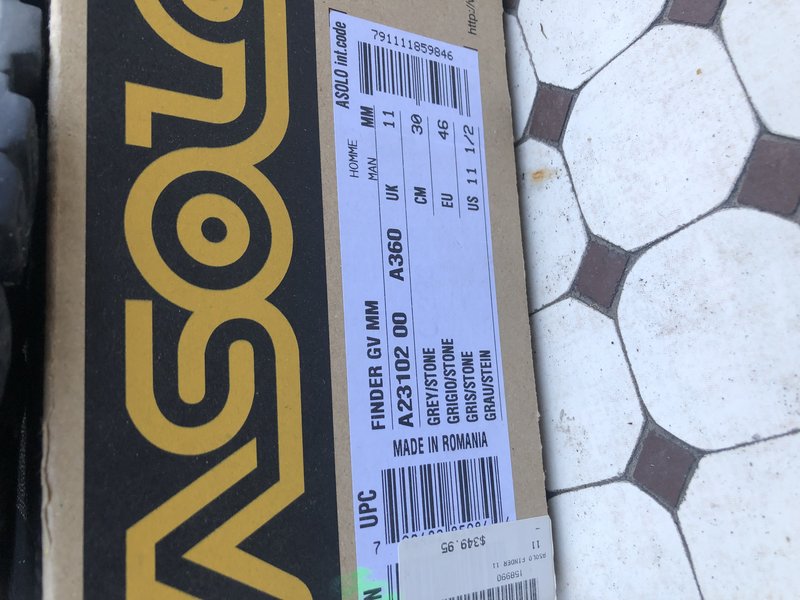 ASOLO
http://
ASOLO int.code
791111859846
HOMME
MAN MM
UK 11
CM 30
EU 46
US 11 1/2
FINDER GV MM
A23102 00 A360
GREY/STONE
GRIGIO/STONE
GRIS/STONE
GRAU/STEIN
MADE IN ROMANIA
UPC
7
$349.95
11
ASOLO FINDER 11
158990